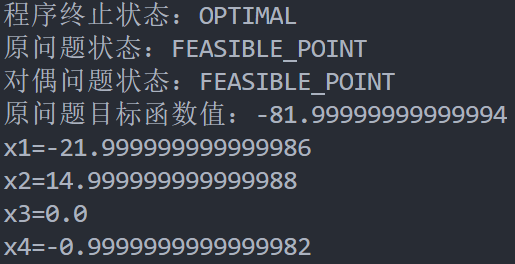 程序终止状态：OPTIMAL
原问题状态：FEASIBLE_POINT
对偶问题状态：FEASIBLE_POINT
原问题目标函数值：-81.99999999999994
x1=-21.999999999999986
x2=14.999999999999988
x3=0.0
x4=-0.9999999999999982